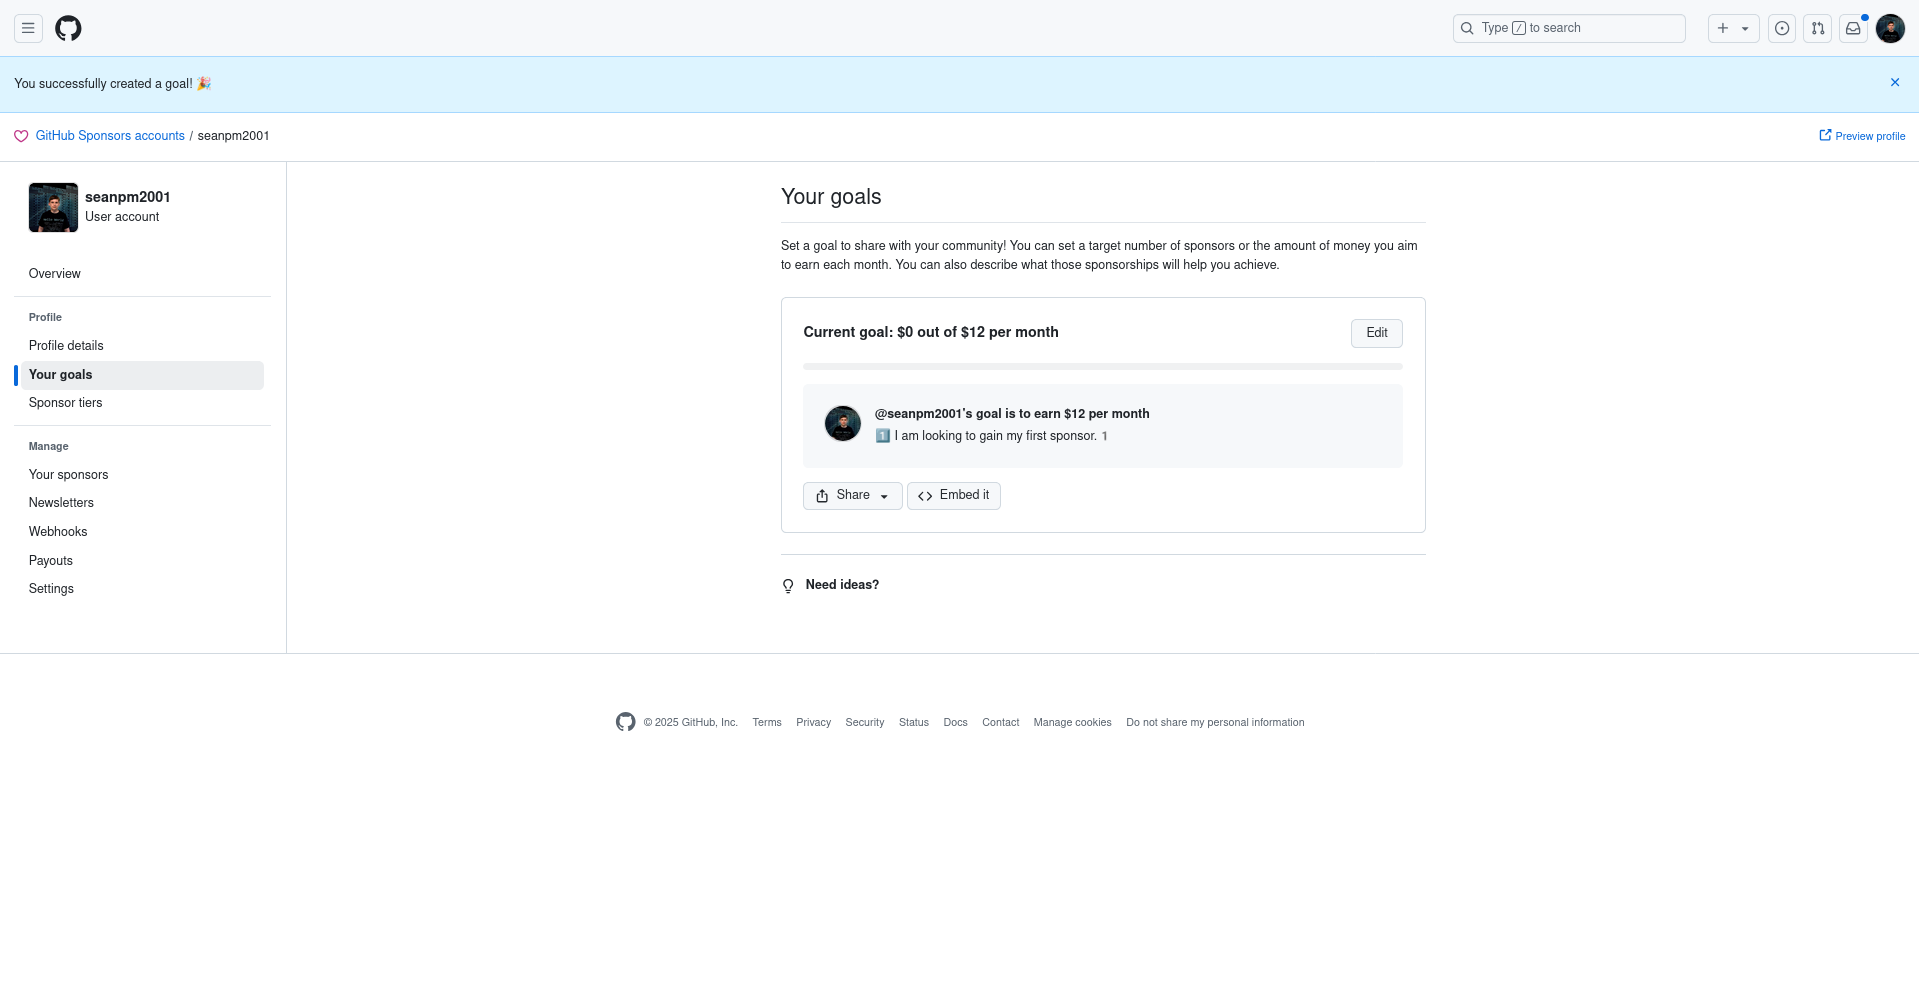 Type / to search
You successfully created a goal! 🎉
GitHub Sponsors accounts / seanpm2001
Preview profile
seanpm2001
User account
Overview
Profile
Profile details
Your goals
Sponsor tiers
Manage
Your sponsors
Newsletters
Webhooks
Payouts
Settings
Your goals
Set a goal to share with your community! You can set a target number of sponsors or the amount of money you aim
to earn each month. You can also describe what those sponsorships will help you achieve.
Current goal: $0 out of $12 per month
Edit
@seanpm2001's goal is to earn $12 per month
1️⃣ I am looking to gain my first sponsor. 1
Share
Embed it
Need ideas?
© 2025 GitHub, Inc. Terms Privacy Security Status Docs Contact Manage cookies Do not share my personal information